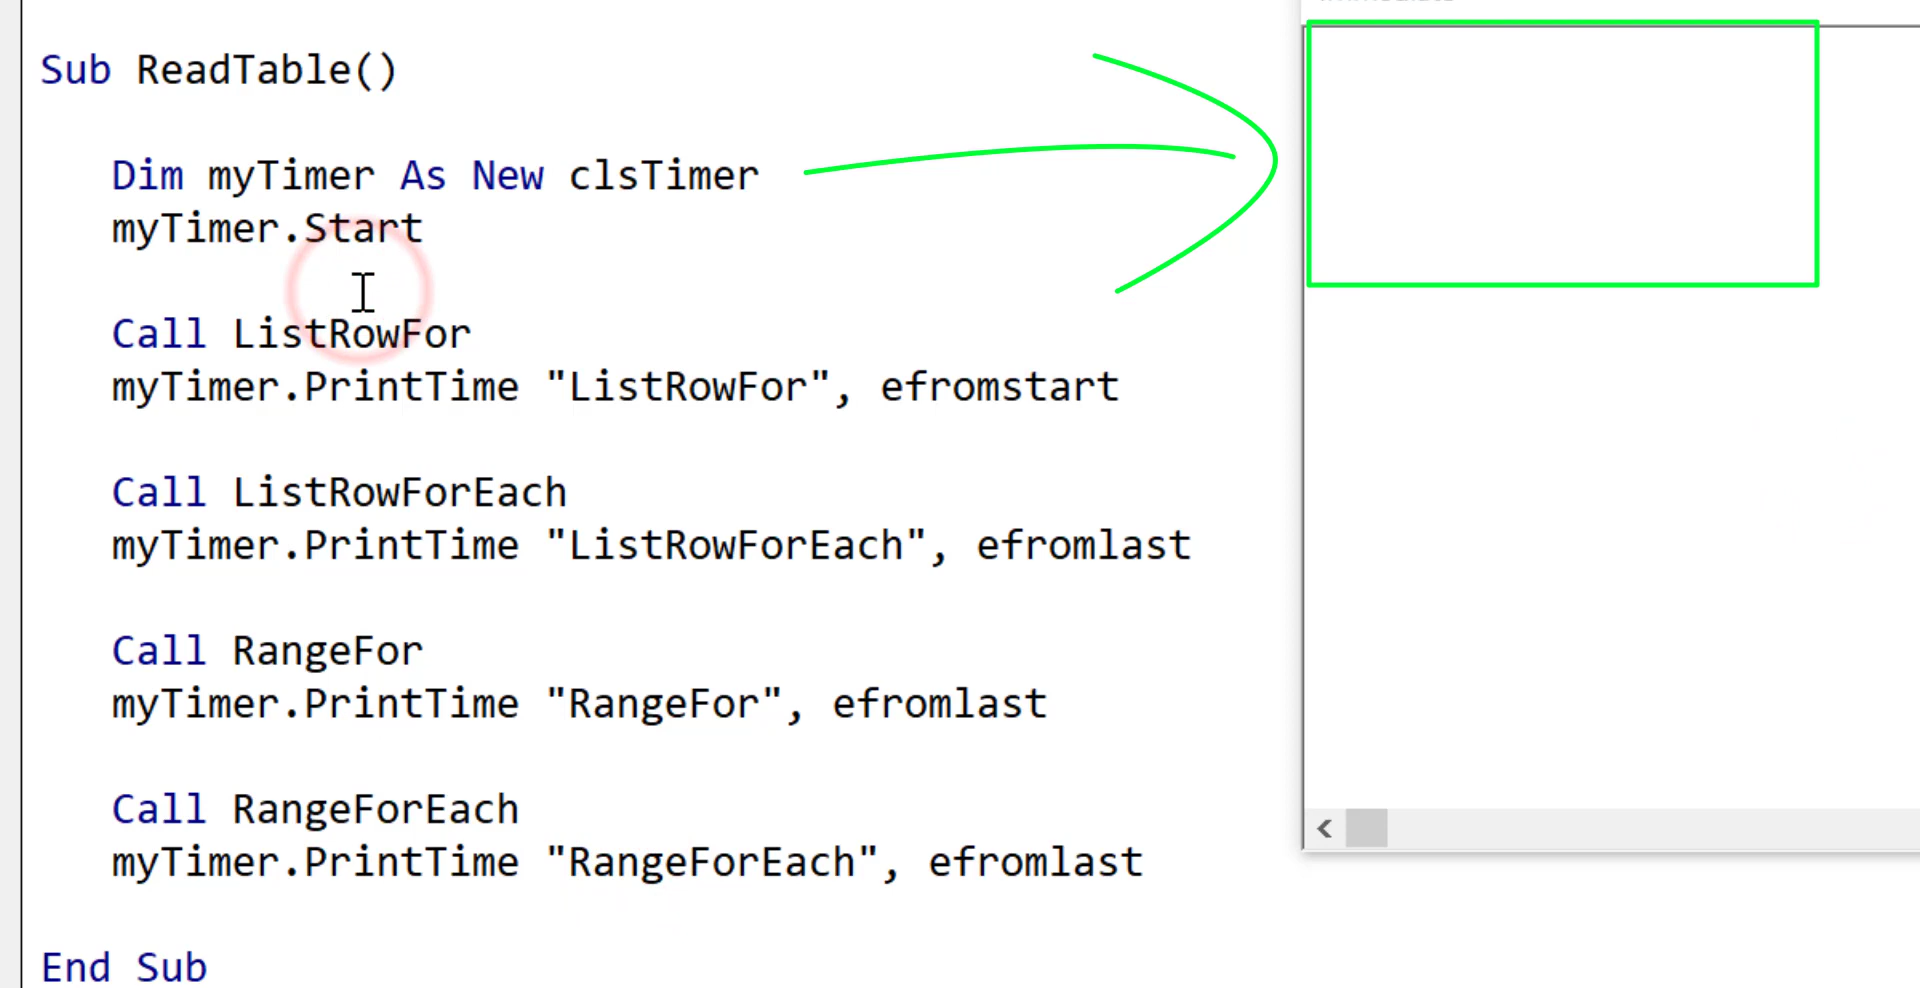 Sub ReadTable()
Dim myTimer As New clsTimer
myTimer.Start
Call ListRowFor
myTimer.PrintTime "ListRowFor", efromstart
Call ListRowForEach
myTimer.PrintTime "ListRowForEach", efromlast
Call RangeFor
myTimer.PrintTime "RangeFor", efromlast
Call RangeForEach
myTimer.PrintTime "RangeForEach", efromlast
End Sub